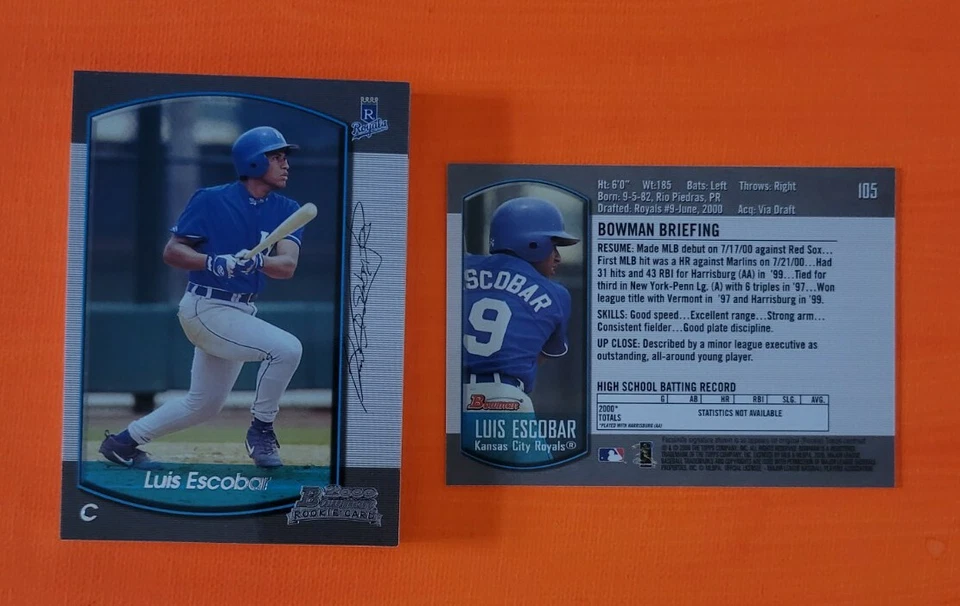 R
Royals
Luis Escobar
C
2000
Bowman
ROOKIE CARD
Ht: 6'0" Wt:185 Bats: Left Throws: Right
Born: 9-5-82, Rio Piedras, PR
Drafted: Royals #9-June, 2000 Acq: Via Draft
105
BOWMAN BRIEFING
RESUME: Made MLB debut on 7/17/00 against Red Sox...
First MLB hit was a HR against Marlins on 7/21/00...Had
31 hits and 43 RBI for Harrisburg (AA) in '99...Tied for
third in New York-Penn Lg. (A) with 6 triples in '97...Won
league title with Vermont in '97 and Harrisburg in '99.
SKILLS: Good speed...Excellent range...Strong arm...
Consistent fielder...Good plate discipline.
UP CLOSE: Described by a minor league executive as
outstanding, all-around young player.
HIGH SCHOOL BATTING RECORD
G AB HR RBI SLG. AVG.
2000*
TOTALS STATISTICS NOT AVAILABLE
*PLAYED WITH HARRISBURG (AA)
SCOBAR
9
Bowman
LUIS ESCOBAR
Kansas City Royals®